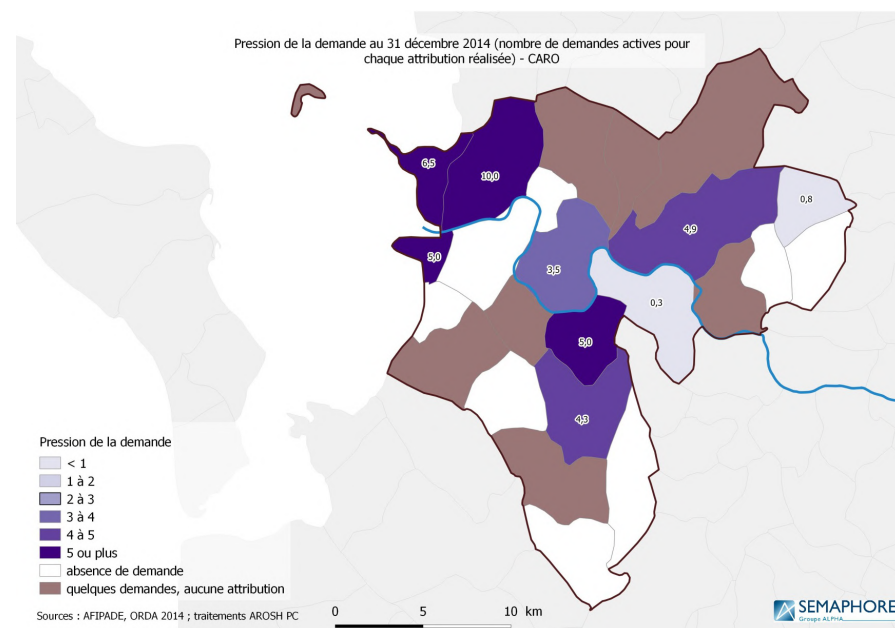 Pression de la demande au 31 décembre 2014 (nombre de demandes actives pour
chaque attribution réalisée) - CARO
6,5
10,0
0,8
4,9
5,0
3,5
0,3
5,0
4,3
Pression de la demande
< 1
1 à 2
2 à 3
3 à 4
4 à 5
5 ou plus
absence de demande
quelques demandes, aucune attribution
Sources : AFIPADE, ORDA 2014 ; traitements AROSH PC
0 5 10 km
SEMAPHORES
Groupe ALPHA